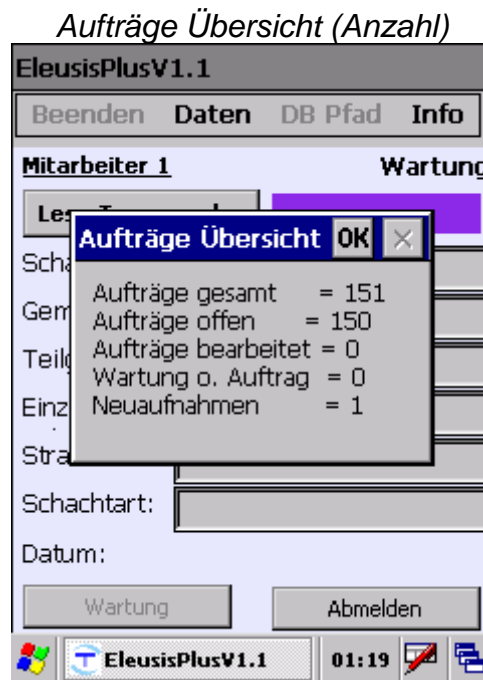 Aufträge Übersicht (Anzahl)
EleusisPlusV1.1
Beenden Daten DB Pfad Info
Mitarbeiter 1 Wartung
Aufträge Übersicht OK
Aufträge gesamt = 151
Aufträge offen = 150
Aufträge bearbeitet = 0
Wartung o. Auftrag = 0
Neuaufnahmen = 1
Schachtart:
Datum:
Wartung Abmelden
EleusisPlusV1.1 01:19